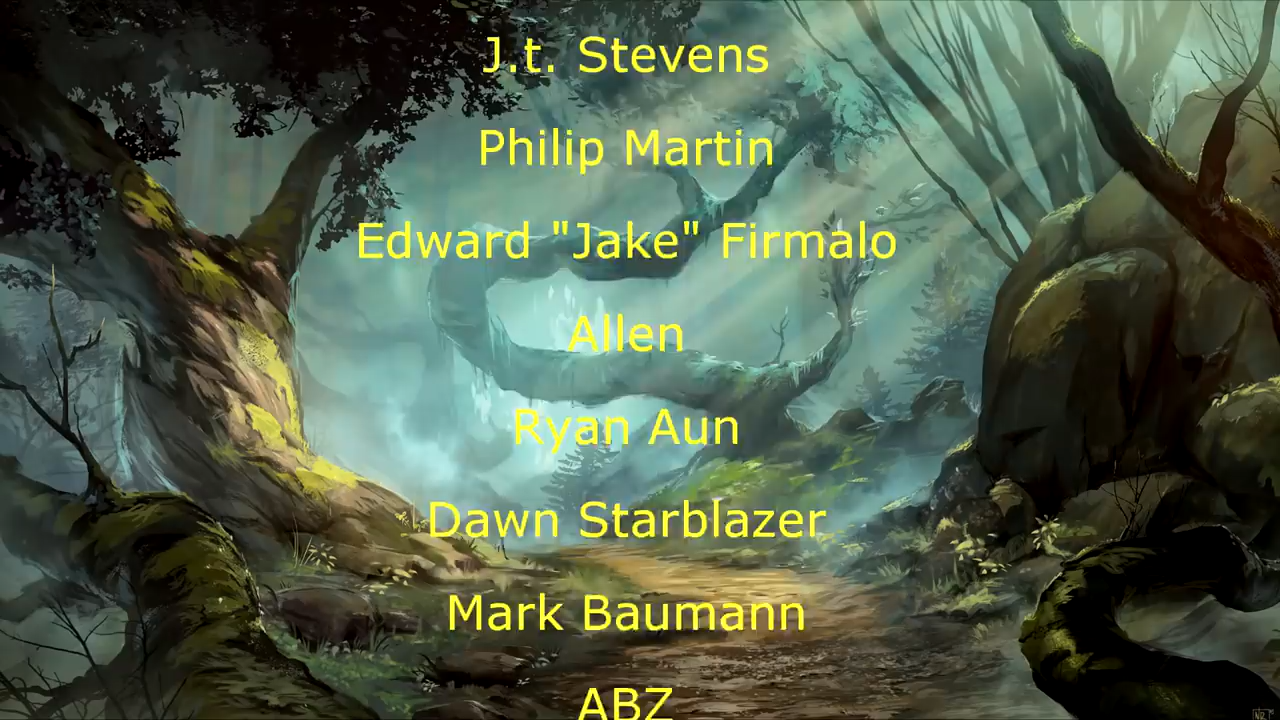 J.t. Stevens
Philip Martin
Edward "Jake" Firmalo
Allen
Ryan Aun
Dawn Starblazer
Mark Baumann
ABZ